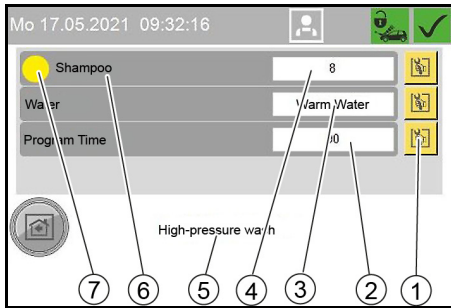 Mo 17.05.2021 09:32:16
Shampoo 8
Water Warm Water
Program Time
High-pressure wash
7 6 5 4 3 2 1